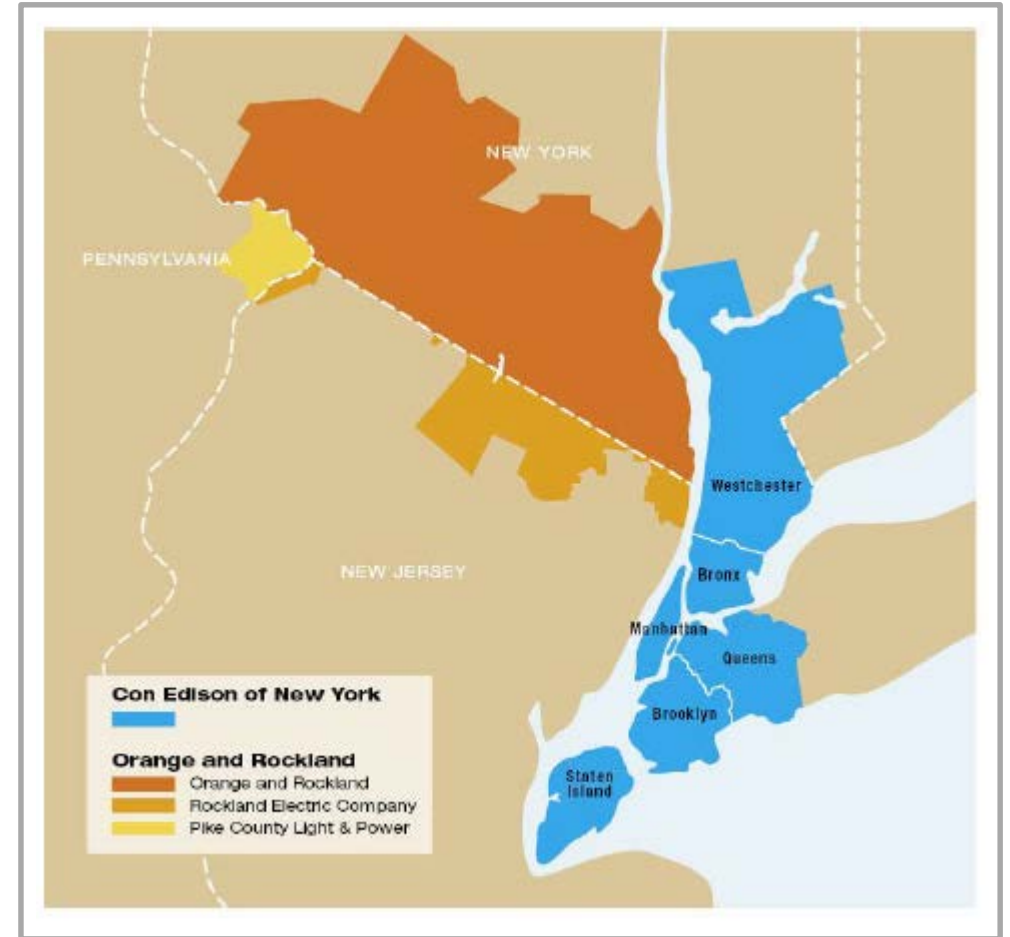 NEW YORK
PENNSYLVANIA
Westchester
NEW JERSEY
Bronx
Manhattan
Queens
Brooklyn
Staten
Island
Con Edison of New York
Orange and Rockland
Orange and Rockland
Rockland Electric Company
Pike County Light & Power